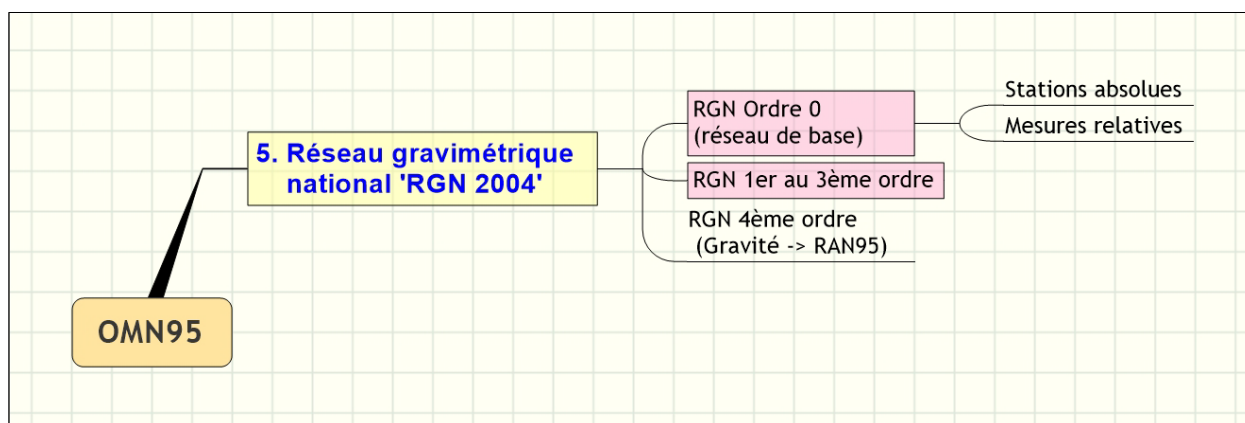 5. Réseau gravimétrique
national 'RGN 2004'
RGN Ordre 0
(réseau de base)
Stations absolues
Mesures relatives
RGN 1er au 3ème ordre
RGN 4ème ordre
(Gravité -> RAN95)
OMN95